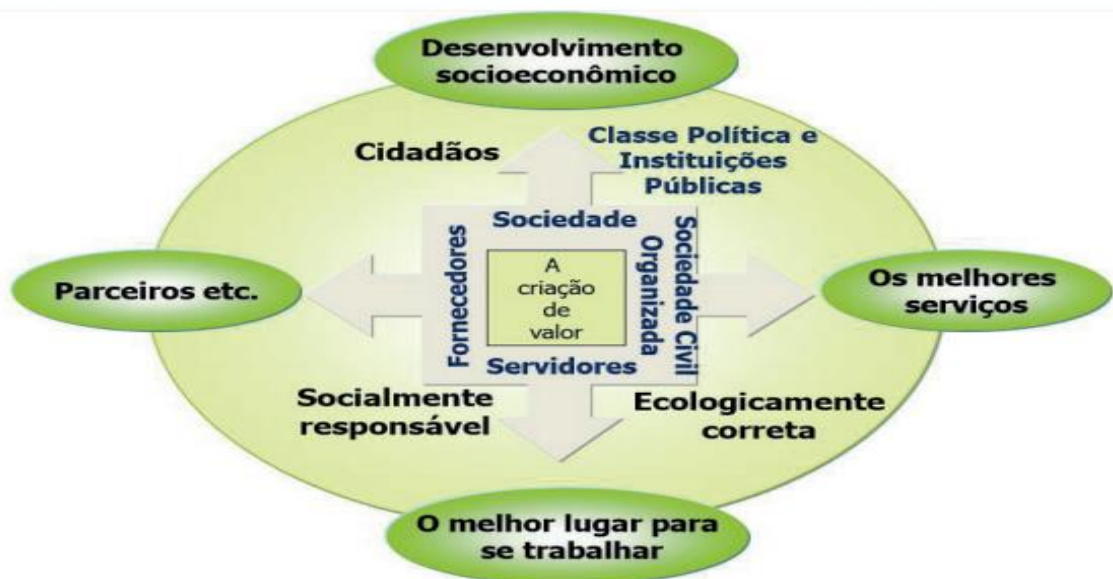 Desenvolvimento
socioeconômico
Cidadãos
Classe Política e
Instituições
Públicas
Sociedade
Fornecedores
A
criação
de
valor
Sociedade Civil
Organizada
Servidores
Parceiros etc.
Os melhores
serviços
Socialmente
responsável
Ecologicamente
correta
O melhor lugar para
se trabalhar